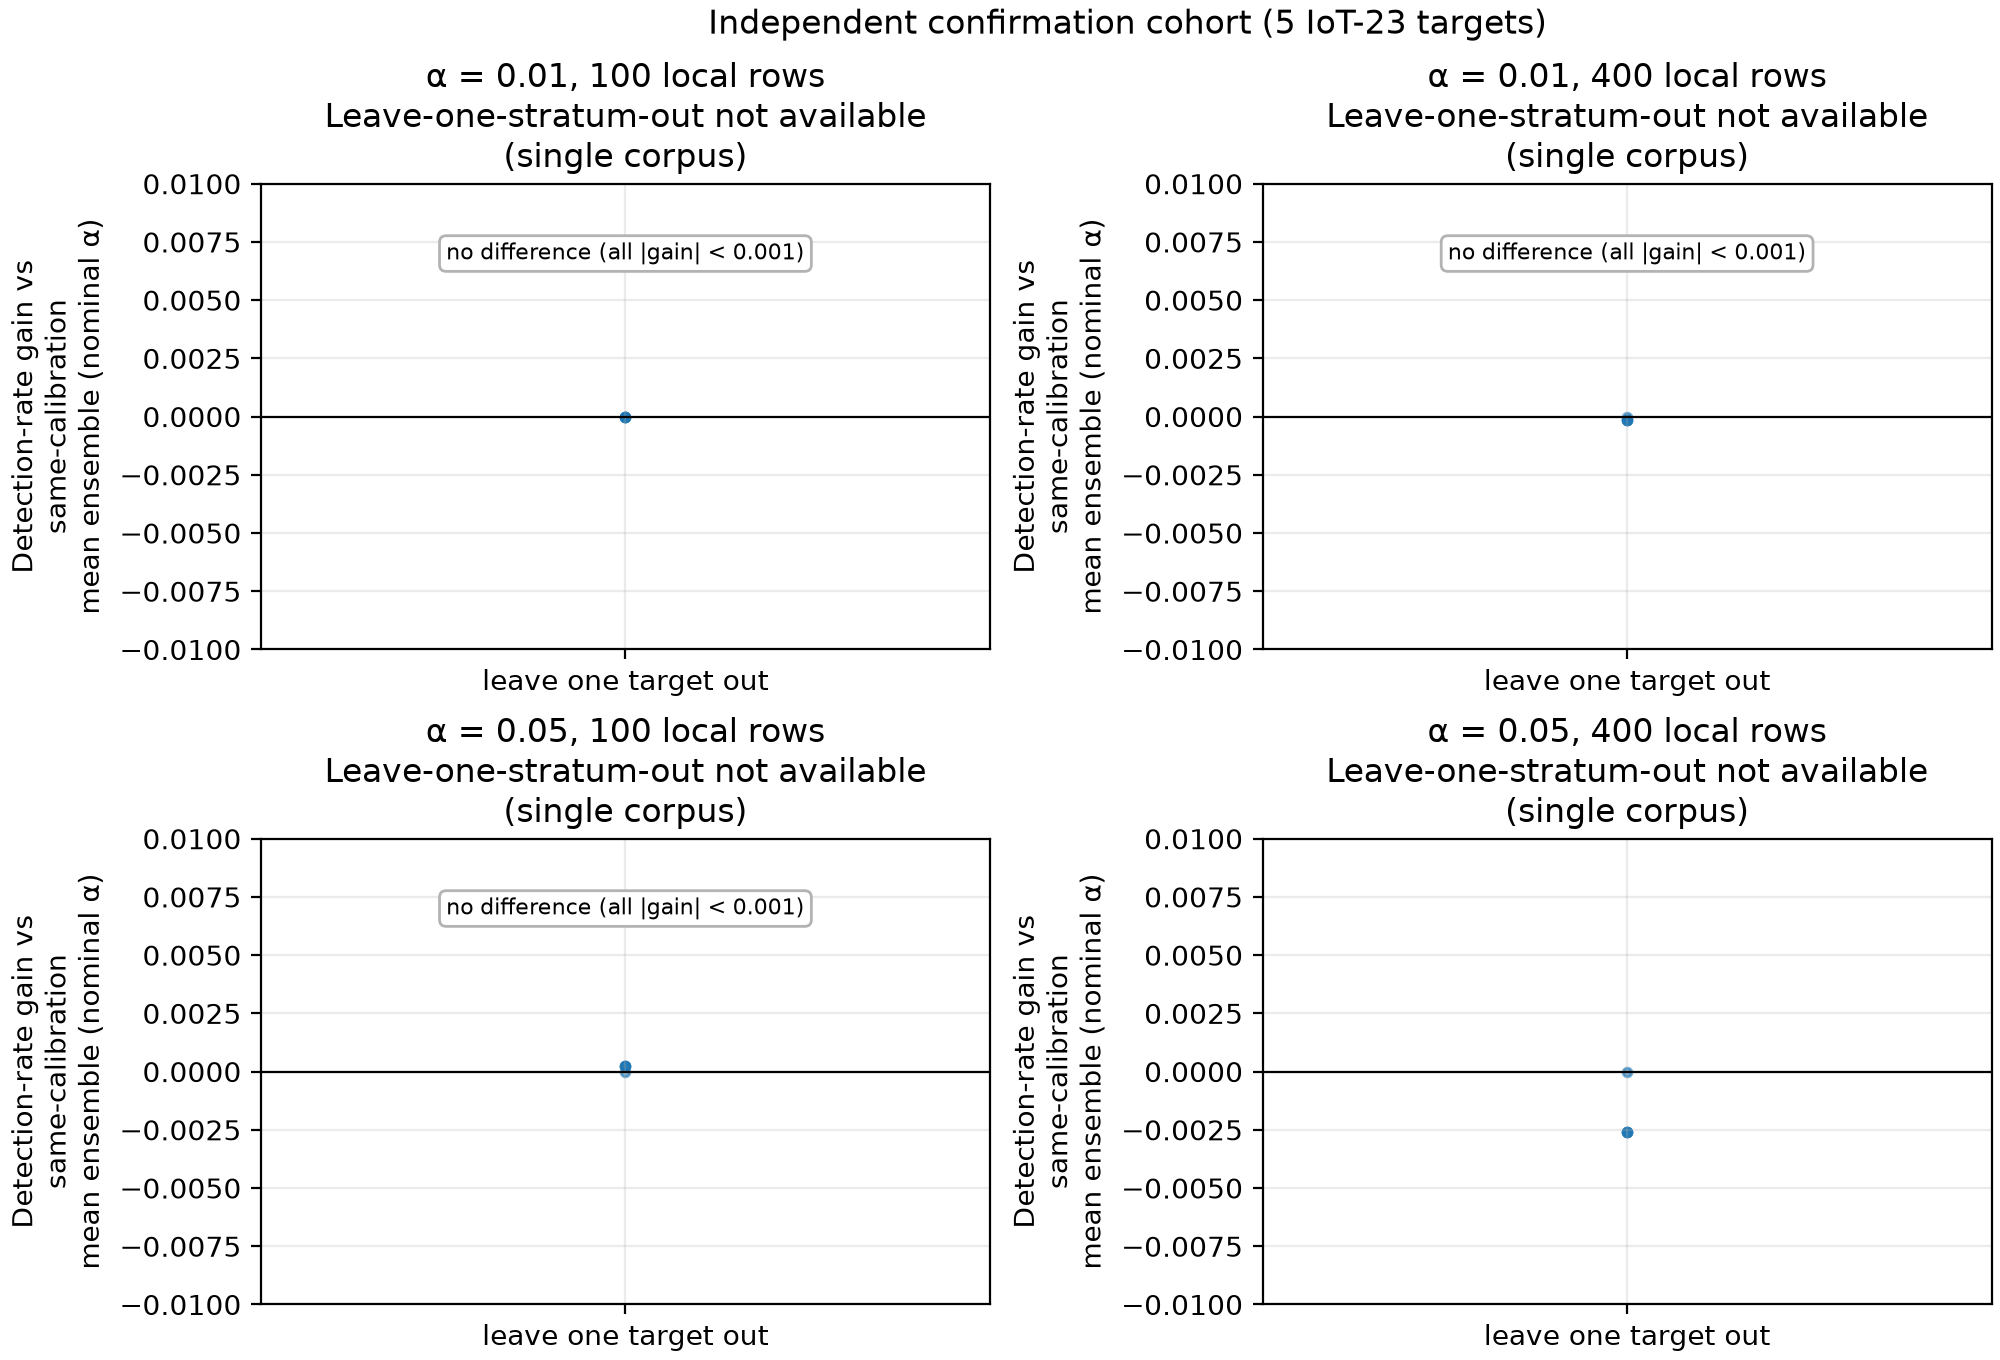 Independent confirmation cohort (5 IoT-23 targets)
α = 0.01, 100 local rows
Leave-one-stratum-out not available
(single corpus)
Detection-rate gain vs
same-calibration
mean ensemble (nominal α)
0.0100
0.0075
0.0050
0.0025
0.0000
−0.0025
−0.0050
−0.0075
−0.0100
no difference (all |gain| < 0.001)
leave one target out
α = 0.01, 400 local rows
Leave-one-stratum-out not available
(single corpus)
Detection-rate gain vs
same-calibration
mean ensemble (nominal α)
0.0100
0.0075
0.0050
0.0025
0.0000
−0.0025
−0.0050
−0.0075
−0.0100
no difference (all |gain| < 0.001)
leave one target out
α = 0.05, 100 local rows
Leave-one-stratum-out not available
(single corpus)
Detection-rate gain vs
same-calibration
mean ensemble (nominal α)
0.0100
0.0075
0.0050
0.0025
0.0000
−0.0025
−0.0050
−0.0075
−0.0100
no difference (all |gain| < 0.001)
leave one target out
α = 0.05, 400 local rows
Leave-one-stratum-out not available
(single corpus)
Detection-rate gain vs
same-calibration
mean ensemble (nominal α)
0.0100
0.0075
0.0050
0.0025
0.0000
−0.0025
−0.0050
−0.0075
−0.0100
leave one target out